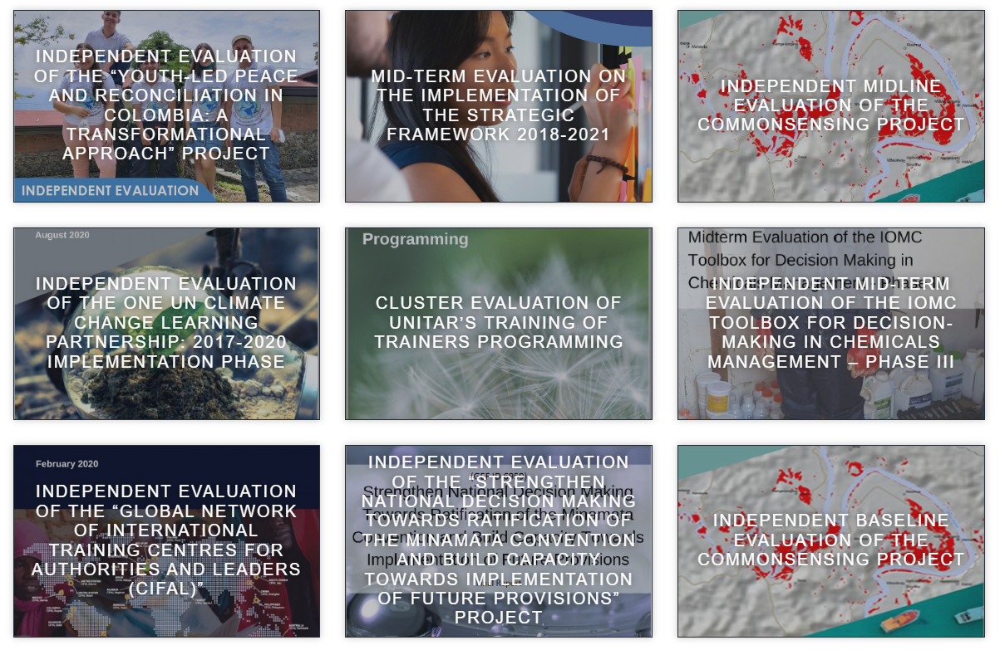 INDEPENDENT EVALUATION
OF THE “YOUTH-LED PEACE
AND RECONCILIATION IN
COLOMBIA: A
TRANSFORMATIONAL
APPROACH” PROJECT
INDEPENDENT EVALUATION
MID-TERM EVALUATION ON
THE IMPLEMENTATION OF
THE STRATEGIC
FRAMEWORK 2018-2021
INDEPENDENT MIDLINE
EVALUATION OF THE
COMMONSENSING PROJECT
August 2020
INDEPENDENT EVALUATION
OF THE ONE UN CLIMATE
CHANGE LEARNING
PARTNERSHIP: 2017-2020
IMPLEMENTATION PHASE
Programming
CLUSTER EVALUATION OF
UNITAR’S TRAINING OF
TRAINERS PROGRAMMING
Midterm Evaluation of the IOMC
Toolbox for Decision Making in
INDEPENDENT MIDTERM
EVALUATION OF THE IOMC
TOOLBOX FOR DECISION-
MAKING IN CHEMICALS
MANAGEMENT – PHASE III
February 2020
INDEPENDENT EVALUATION
OF THE “GLOBAL NETWORK
OF INTERNATIONAL
TRAINING CENTRES FOR
AUTHORITIES AND LEADERS
(CIFAL)”
INDEPENDENT EVALUATION
OF THE “STRENGTHEN
NATIONAL DECISION MAKING
TOWARDS RATIFICATION OF
THE MINAMATA CONVENTION
AND BUILD CAPACITY
TOWARDS IMPLEMENTATION
OF FUTURE PROVISIONS”
PROJECT
Strengthen National Decision Making
INDEPENDENT BASELINE
EVALUATION OF THE
COMMONSENSING PROJECT